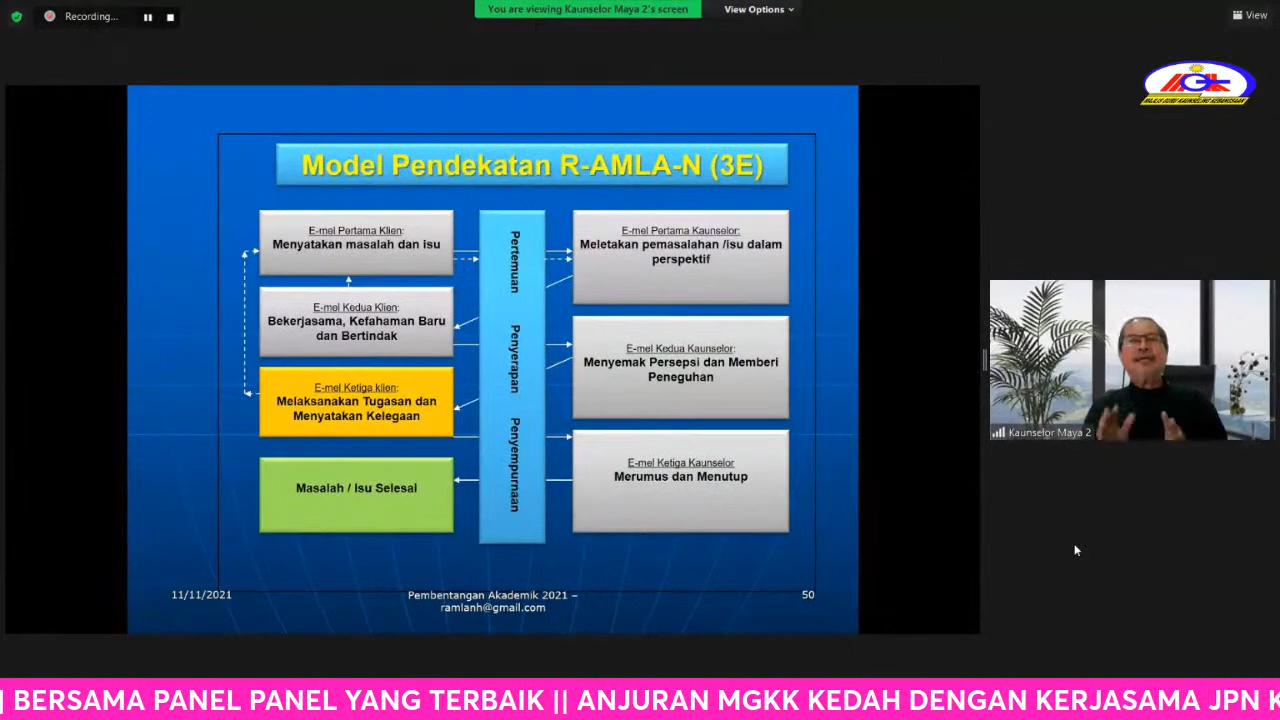 Recording...
You are viewing Kaunselor Maya 2's screen
View Options
View
MAJLIS GURU KAUNSELING KEBANGSAAN
Model Pendekatan R-AMLA-N (3E)
E-mel Pertama Klien:
Menyatakan masalah dan isu
E-mel Kedua Klien:
Bekerjasama, Kefahaman Baru
dan Bertindak
E-mel Ketiga klien:
Melaksanakan Tugasan dan
Menyatakan Kelegaan
Masalah / Isu Selesai
Pertemuan
Penyerapan
Penyempurnaan
E-mel Pertama Kaunselor:
Meletakan pemasalahan /isu dalam
perspektif
E-mel Kedua Kaunselor:
Menyemak Persepsi dan Memberi
Peneguhan
E-mel Ketiga Kaunselor
Merumus dan Menutup
11/11/2021
Pembentangan Akademik 2021 –
ramlanh@gmail.com
50
Kaunselor Maya 2
| BERSAMA PANEL PANEL YANG TERBAIK || ANJURAN MGKK KEDAH DENGAN KERJASAMA JPN K